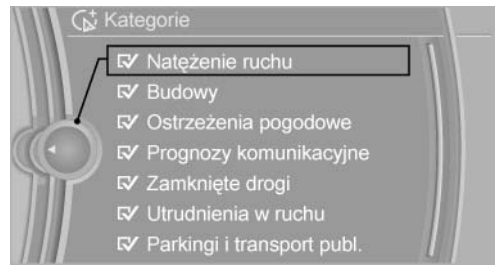 Kategorie
Natężenie ruchu
Budowy
Ostrzeżenia pogodowe
Prognozy komunikacyjne
Zamknięte drogi
Utrudnienia w ruchu
Parkingi i transport publ.